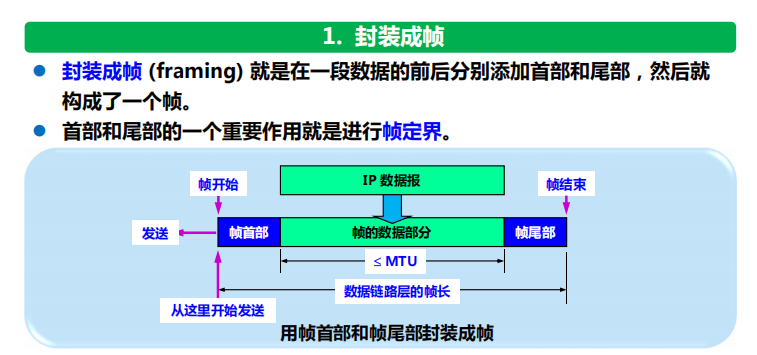 1. 封装成帧
封装成帧 (framing) 就是在一段数据的前后分别添加首部和尾部，然后就
构成了一个帧。
首部和尾部的一个重要作用就是进行帧定界。
IP 数据报
帧开始
帧结束
发送
帧首部
帧的数据部分
帧尾部
≤ MTU
数据链路层的帧长
从这里开始发送
用帧首部和帧尾部封装成帧